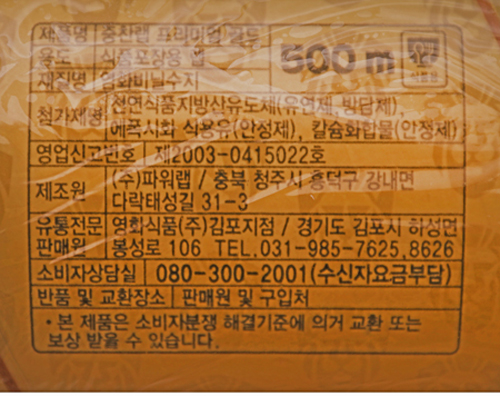 제품명 중찬랩 프리미엄 골드
용도 식품포장용 랩
500 m
식품용
재질명 염화비닐수지
첨가제명 천연식품지방산유도체(유연제, 방담제),
에폭시화 식용유(안정제), 칼슘화합물(안정제)
영업신고번호 제2003-0415022호
제조원 (주)파워랩 / 충북 청주시 흥덕구 강내면
다락태성길 31-3
유통전문 영화식품(주)김포지점 / 경기도 김포시 하성면
판매원 봉성로 106 TEL.031-985-7625,8626
소비자상담실 080-300-2001(수신자요금부담)
반품 및 교환장소 판매원 및 구입처
• 본 제품은 소비자분쟁 해결기준에 의거 교환 또는
보상 받을 수 있습니다.